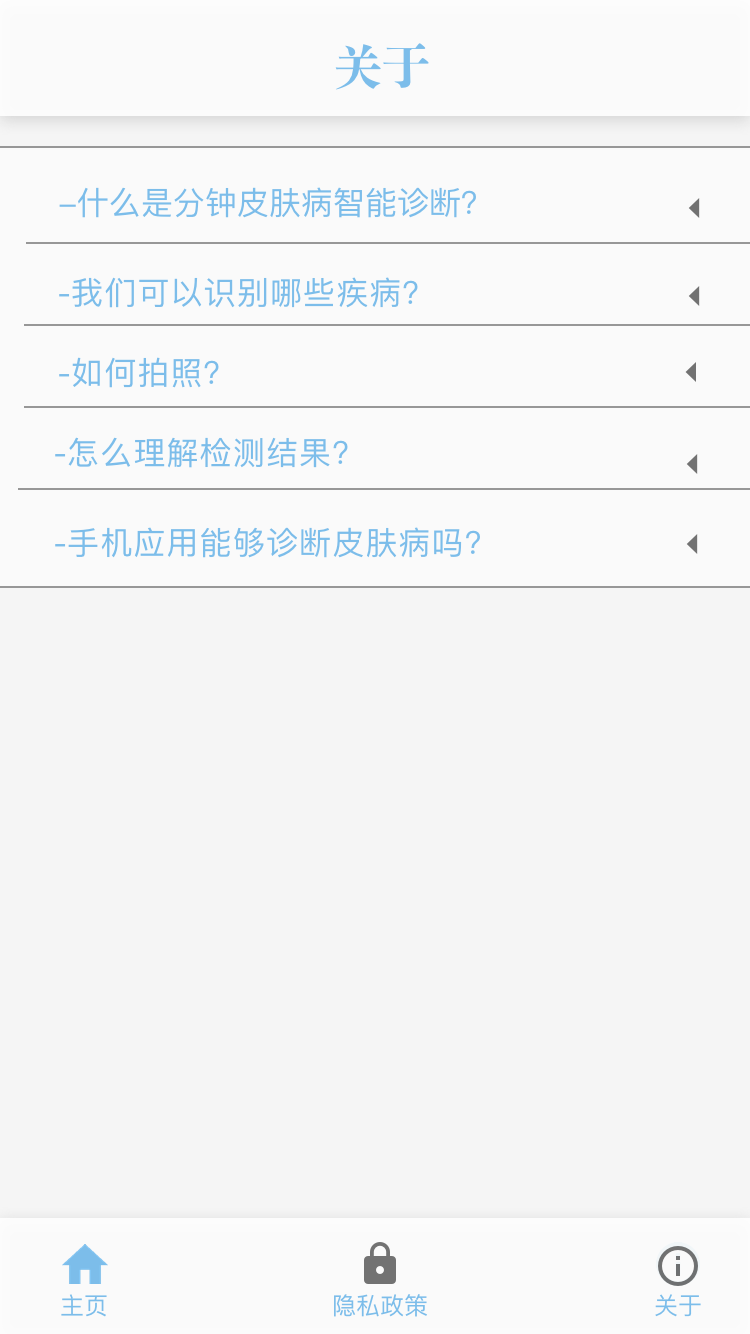 关于
–什么是分钟皮肤病智能诊断?
-我们可以识别哪些疾病?
-如何拍照?
-怎么理解检测结果?
-手机应用能够诊断皮肤病吗?
主页
隐私政策
关于